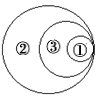 ② ③ ①